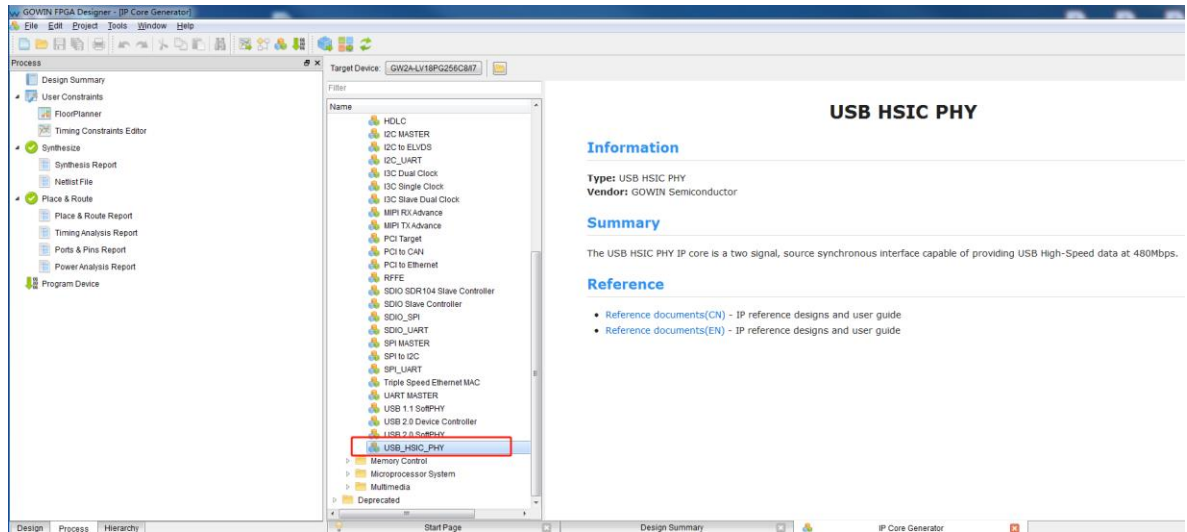 GOWIN FPGA Designer - [IP Core Generator]
File Edit Project Tools Window Help
Process
Design Summary
User Constraints
FloorPlanner
Timing Constraints Editor
Synthesize
Synthesis Report
Netlist File
Place & Route
Place & Route Report
Timing Analysis Report
Ports & Pins Report
Power Analysis Report
Program Device
Design Process Hierarchy
Target Device: GW2A-LV18PG256C8/I7
Filter
Name
HDLC
I2C MASTER
I2C to ELVDS
I2C_UART
I3C Dual Clock
I3C Single Clock
I3C Slave Dual Clock
MIPI RX Advance
MIPI TX Advance
PCI Target
PCI to CAN
PCI to Ethernet
RFFE
SDIO SDR104 Slave Controller
SDIO Slave Controller
SDIO_SPI
SDIO_UART
SPI MASTER
SPI to I2C
SPI_UART
Triple Speed Ethernet MAC
UART MASTER
USB 1.1 SoftPHY
USB 2.0 Device Controller
USB 2.0 SoftPHY
USB_HSIC_PHY
Memory Control
Microprocessor System
Multimedia
Deprecated
USB HSIC PHY
Information
Type: USB HSIC PHY
Vendor: GOWIN Semiconductor
Summary
The USB HSIC PHY IP core is a two signal, source synchronous interface capable of providing USB High-Speed data at 480Mbps.
Reference
Reference documents(CN) - IP reference designs and user guide
Reference documents(EN) - IP reference designs and user guide
Start Page Design Summary IP Core Generator